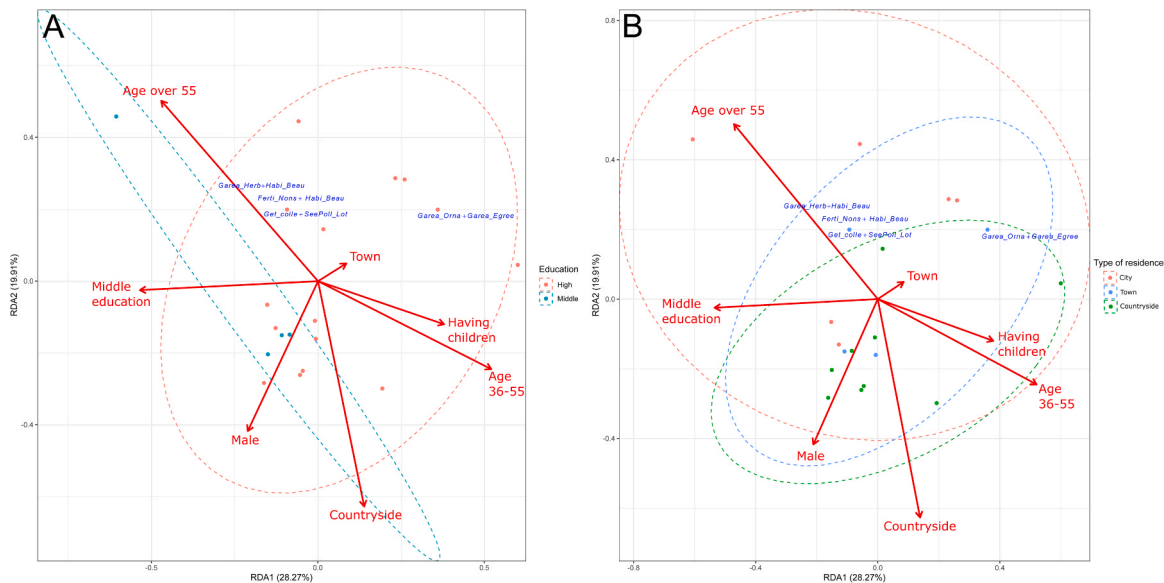 A
Age over 55
Garea_Herb+Habi_Beau
Ferti_Nons+ Habi_Beau
Get_colle+SeePoll_Lot
Garea_Orna+Garea_Egree
Town
Middle
education
Having
children
Age
36-55
Male
Countryside
0.4
0.0
-0.4
RDA2 (19.91%)
-0.5
0.0
0.5
RDA1 (28.27%)
Education
High
Middle
B
Age over 55
Garea_Herb+Habi_Beau
Ferti_Nons+ Habi_Beau
Get_colle+SeePoll_Lot
Garea_Orna+Garea_Egree
Town
Middle
education
Having
children
Age
36-55
Male
Countryside
0.8
0.4
0.0
-0.4
RDA2 (19.91%)
-0.8
-0.4
0.0
0.4
RDA1 (28.27%)
Type of residence
City
Town
Countryside